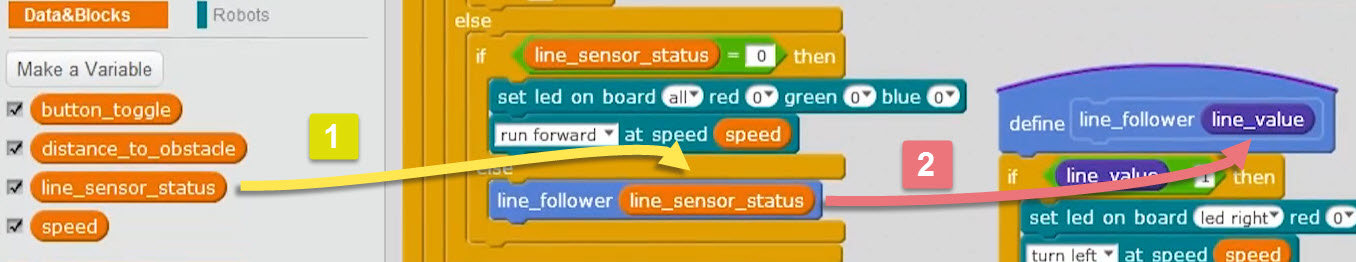 Data&Blocks
Robots
Make a Variable
button_toggle
distance_to_obstacle
line_sensor_status
speed
1
else
if line_sensor_status = 0 then
set led on board all red 0 green 0 blue 0
run forward at speed speed
else
line_follower line_sensor_status
2
define line_follower line_value
if line_value = 1 then
set led on board led right red 0
turn left at speed speed